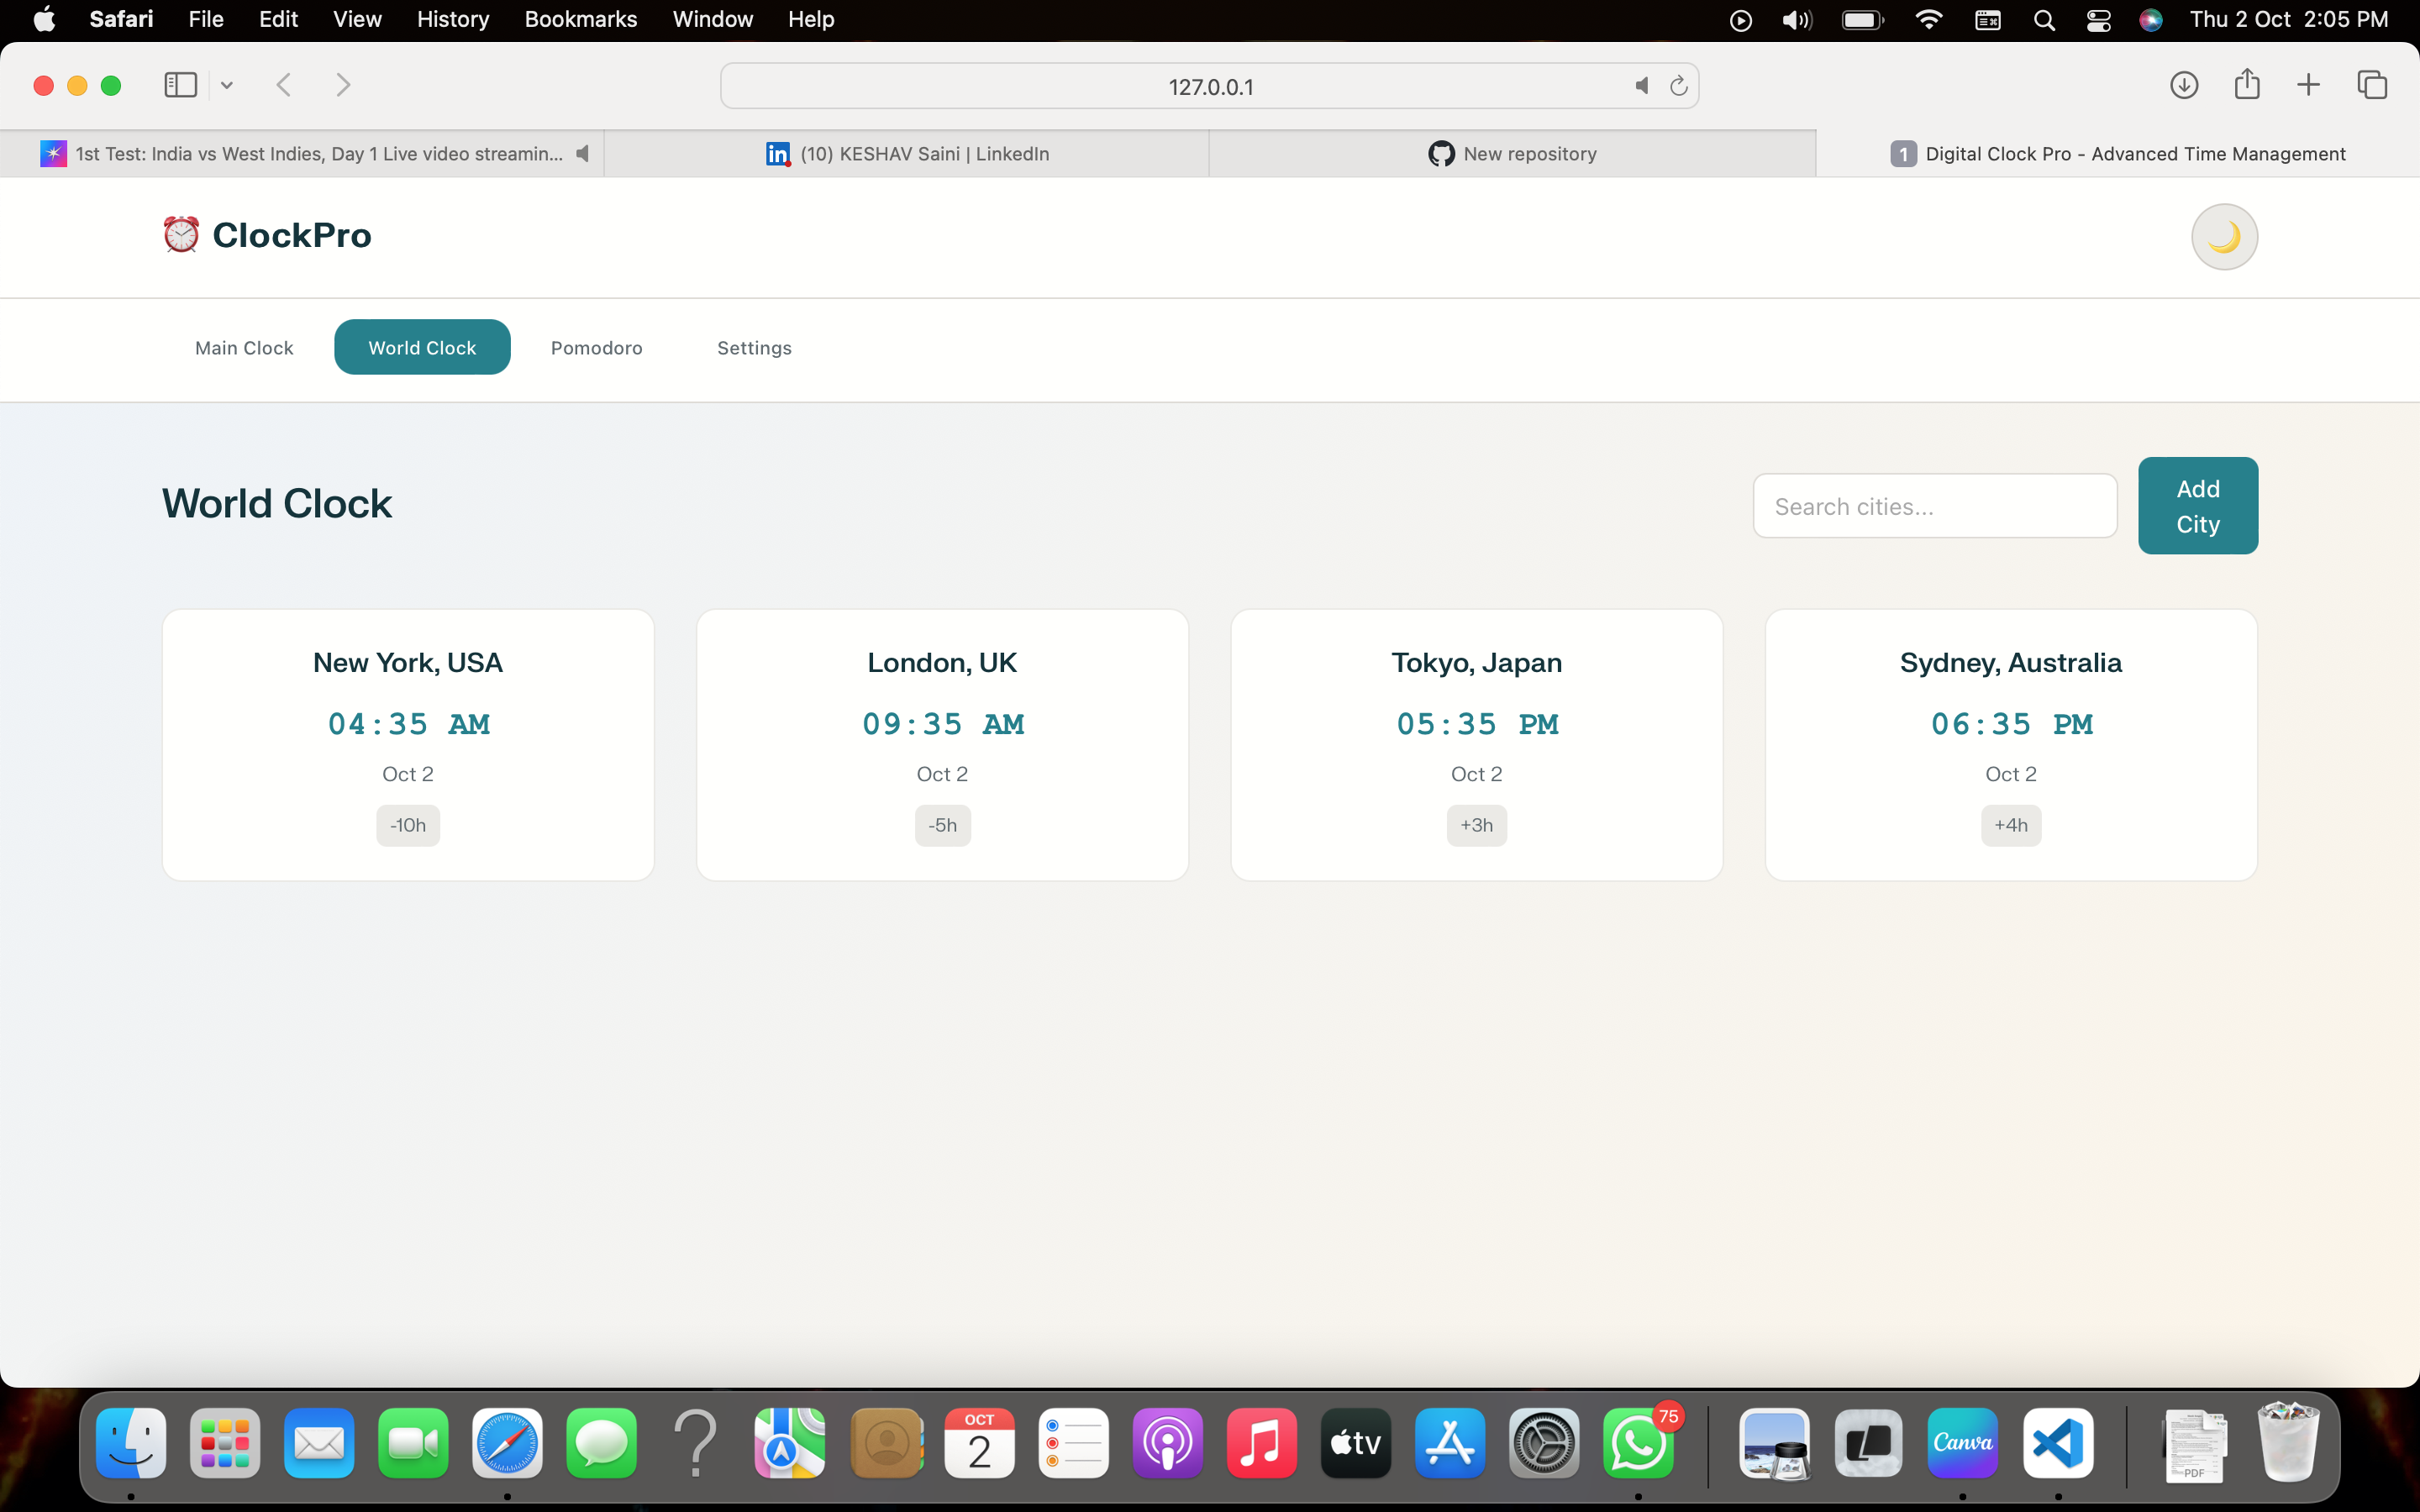 Safari File Edit View History Bookmarks Window Help Thu 2 Oct 2:05 PM
127.0.0.1
1st Test: India vs West Indies, Day 1 Live video streamin... (10) KESHAV Saini | LinkedIn New repository 1 Digital Clock Pro - Advanced Time Management
ClockPro
Main Clock World Clock Pomodoro Settings
World Clock
Search cities...
Add
City
New York, USA
04:35 AM
Oct 2
-10h
London, UK
09:35 AM
Oct 2
-5h
Tokyo, Japan
05:35 PM
Oct 2
+3h
Sydney, Australia
06:35 PM
Oct 2
+4h
OCT
2
tv
75
Canva
PDF